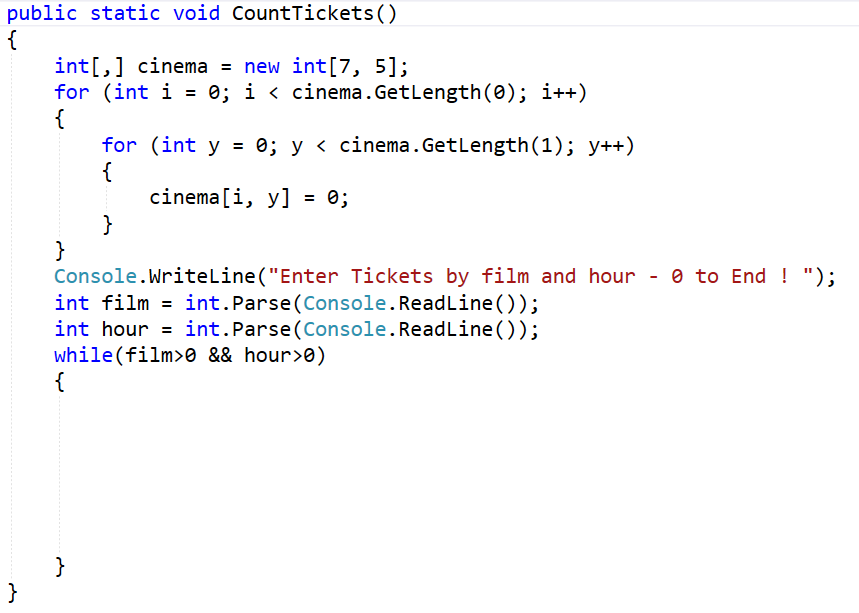 public static void CountTickets()
{
    int[,] cinema = new int[7, 5];
    for (int i = 0; i < cinema.GetLength(0); i++)
    {
        for (int y = 0; y < cinema.GetLength(1); y++)
        {
            cinema[i, y] = 0;
        }
    }
    Console.WriteLine("Enter Tickets by film and hour - 0 to End ! ");
    int film = int.Parse(Console.ReadLine());
    int hour = int.Parse(Console.ReadLine());
    while(film>0 && hour>0)
    {
    }
}